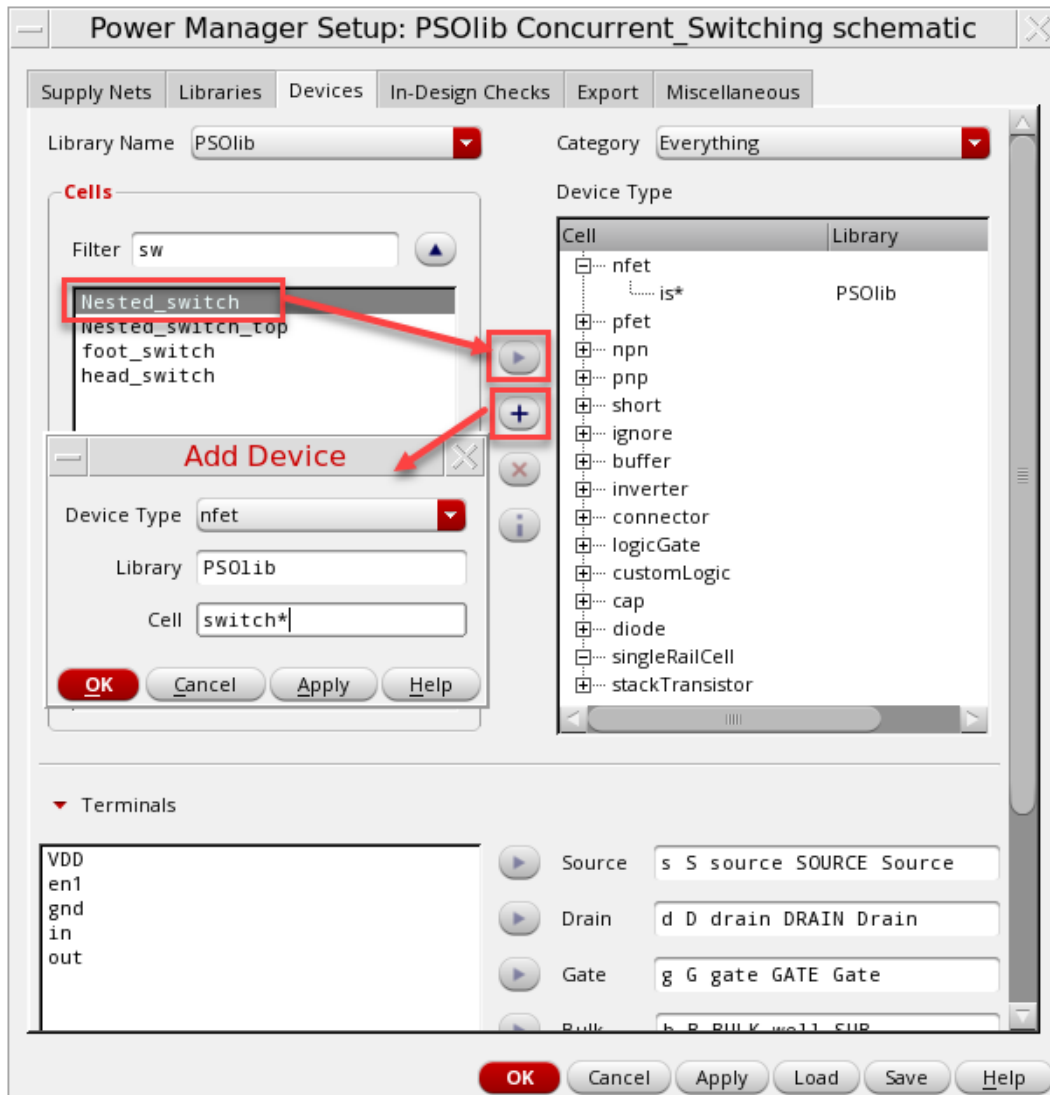 Power Manager Setup: PSOlib Concurrent_Switching schematic
Supply Nets Libraries Devices In-Design Checks Export Miscellaneous
Library Name PSOlib
Category Everything
Cells
Filter sw
Nested_switch
Nested_switch_top
foot_switch
head_switch
Device Type
Cell Library
nfet
is* PSOlib
pfet
npn
pnp
short
ignore
buffer
inverter
connector
logicGate
customLogic
cap
diode
singleRailCell
stackTransistor
Add Device
Device Type nfet
Library PSOlib
Cell switch*
OK Cancel Apply Help
Terminals
VDD
en1
gnd
in
out
Source s S source SOURCE Source
Drain d D drain DRAIN Drain
Gate g G gate GATE Gate
Bulk b B BULK well SUB
OK Cancel Apply Load Save Help